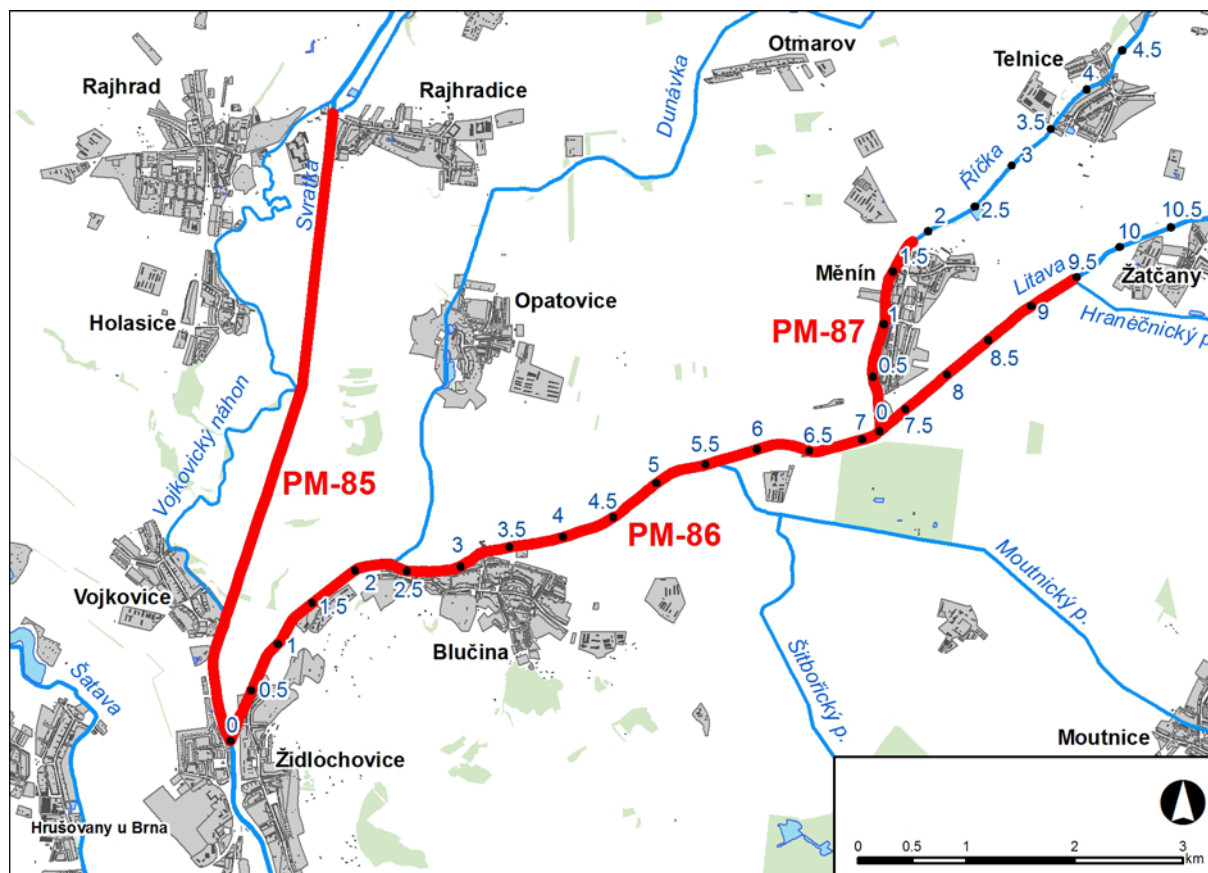 Otmarov
Telnice
4.5
4
Rajhrad
Rajhradice
Dunávka
3.5
3
Říčka
Svratka
2.5
2
10.5
10
1.5
Měnín
Litava
9.5
Žatčany
Opatovice
Holasice
9
Hraněčnický p.
PM-87
1
8.5
0.5
8
0
7.5
7
6.5
6
5.5
5
Vojkovický náhon
PM-85
4.5
PM-86
4
3.5
3
2.5
2
1.5
Moutnický p.
Vojkovice
1
Blučina
Šatava
0.5
Šitbořický p.
0
Židlochovice
Moutnice
Hrušovany u Brna
0 0.5 1 2 3
km